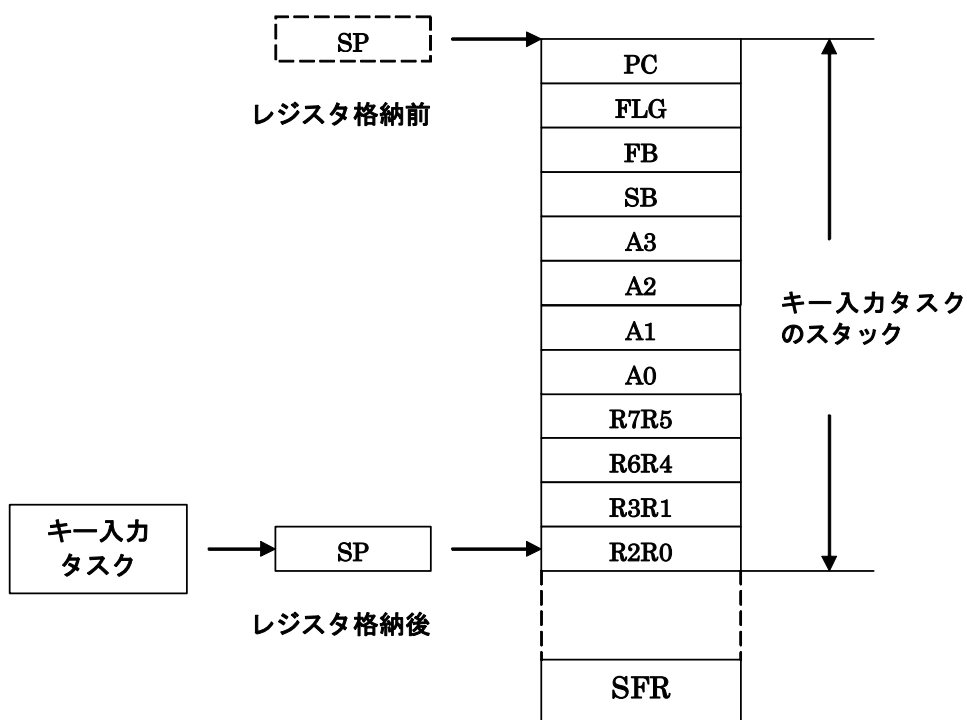 SP
レジスタ格納前
PC
FLG
FB
SB
A3
A2
A1
A0
R7R5
R6R4
R3R1
R2R0
キー入力タスク
のスタック
キー入力
タスク
SP
レジスタ格納後
SFR